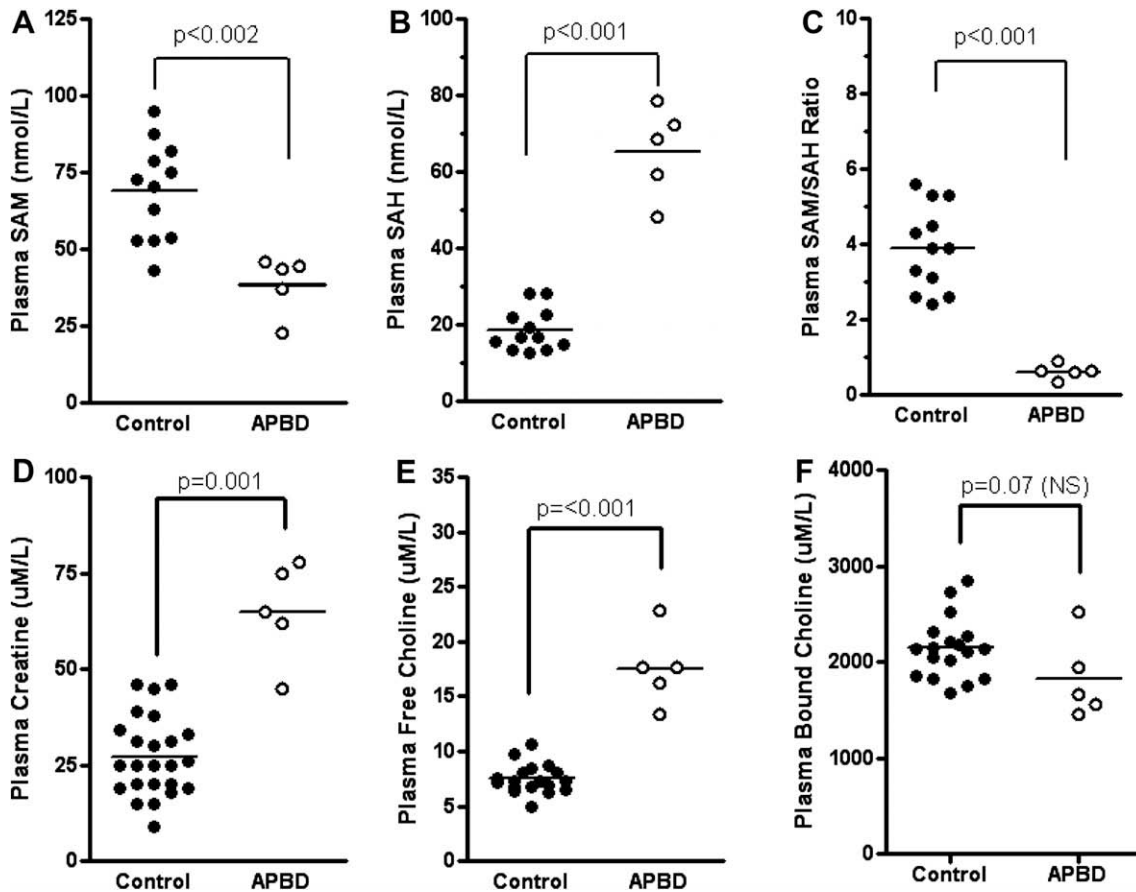 A
Plasma SAM (nmol/L)
125
100
75
50
25
0
p<0.002
Control APBD
B
Plasma SAH (nmol/L)
100
80
60
40
20
0
p<0.001
Control APBD
C
Plasma SAM/SAH Ratio
10
8
6
4
2
0
p<0.001
Control APBD
D
Plasma Creatine (uM/L)
100
75
50
25
0
p=0.001
Control APBD
E
Plasma Free Choline (uM/L)
35
30
25
20
15
10
5
0
p=<0.001
Control APBD
F
Plasma Bound Choline (uM/L)
4000
3000
2000
1000
0
p=0.07 (NS)
Control APBD